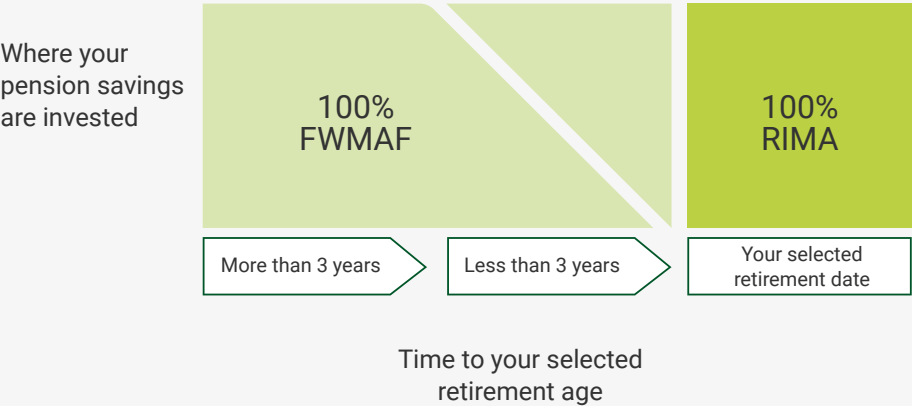 Where your
pension savings
are invested
100%
FWMAF
100%
RIMA
More than 3 years
Less than 3 years
Your selected
retirement date
Time to your selected
retirement age